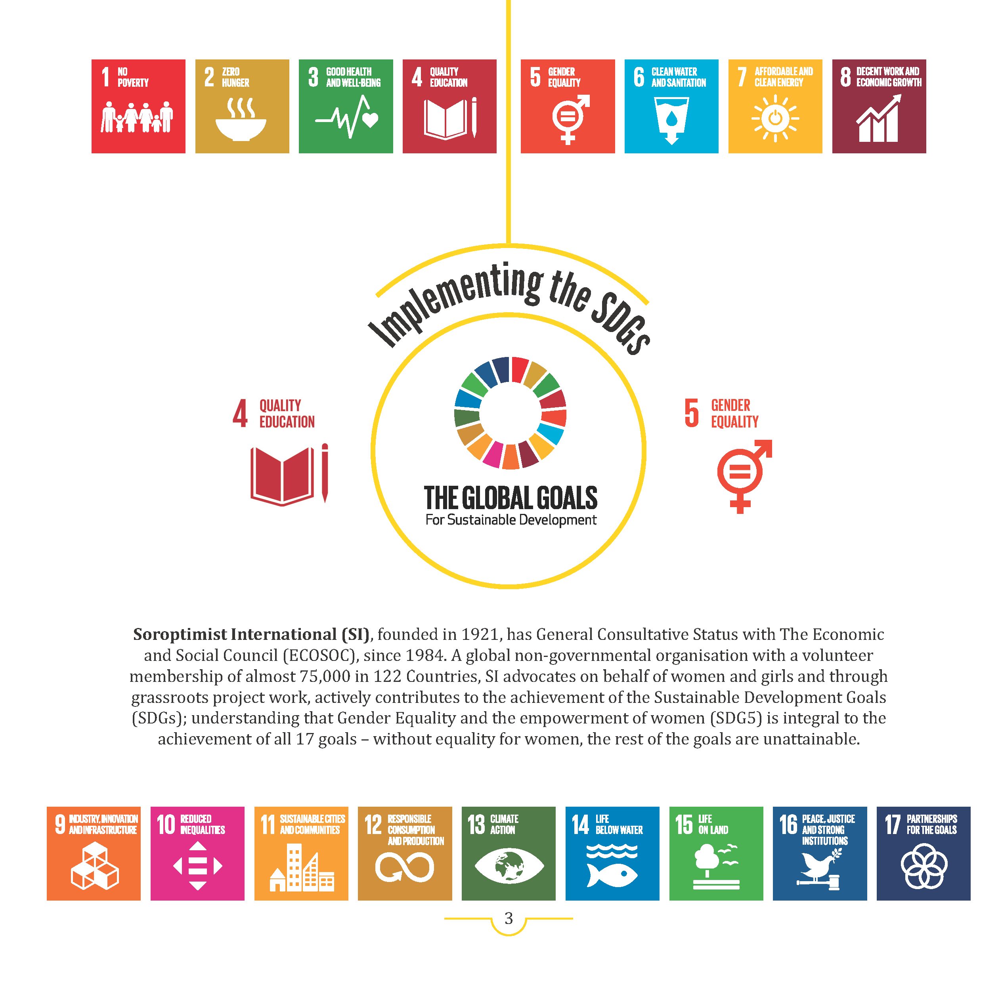 1 NO
POVERTY
2 ZERO
HUNGER
3 GOOD HEALTH
AND WELL-BEING
4 QUALITY
EDUCATION
5 GENDER
EQUALITY
6 CLEAN WATER
AND SANITATION
7 AFFORDABLE AND
CLEAN ENERGY
8 DECENT WORK AND
ECONOMIC GROWTH
Implementing the SDGs
4 QUALITY
EDUCATION
THE GLOBAL GOALS
For Sustainable Development
5 GENDER
EQUALITY
Soroptimist International (SI), founded in 1921, has General Consultative Status with The Economic
and Social Council (ECOSOC), since 1984. A global non-governmental organisation with a volunteer
membership of almost 75,000 in 122 Countries, SI advocates on behalf of women and girls and through
grassroots project work, actively contributes to the achievement of the Sustainable Development Goals
(SDGs); understanding that Gender Equality and the empowerment of women (SDG5) is integral to the
achievement of all 17 goals – without equality for women, the rest of the goals are unattainable.
9 INDUSTRY, INNOVATION
AND INFRASTRUCTURE
10 REDUCED
INEQUALITIES
11 SUSTAINABLE CITIES
AND COMMUNITIES
12 RESPONSIBLE
CONSUMPTION
AND PRODUCTION
13 CLIMATE
ACTION
14 LIFE
BELOW WATER
15 LIFE
ON LAND
16 PEACE, JUSTICE
AND STRONG
INSTITUTIONS
17 PARTNERSHIPS
FOR THE GOALS
3